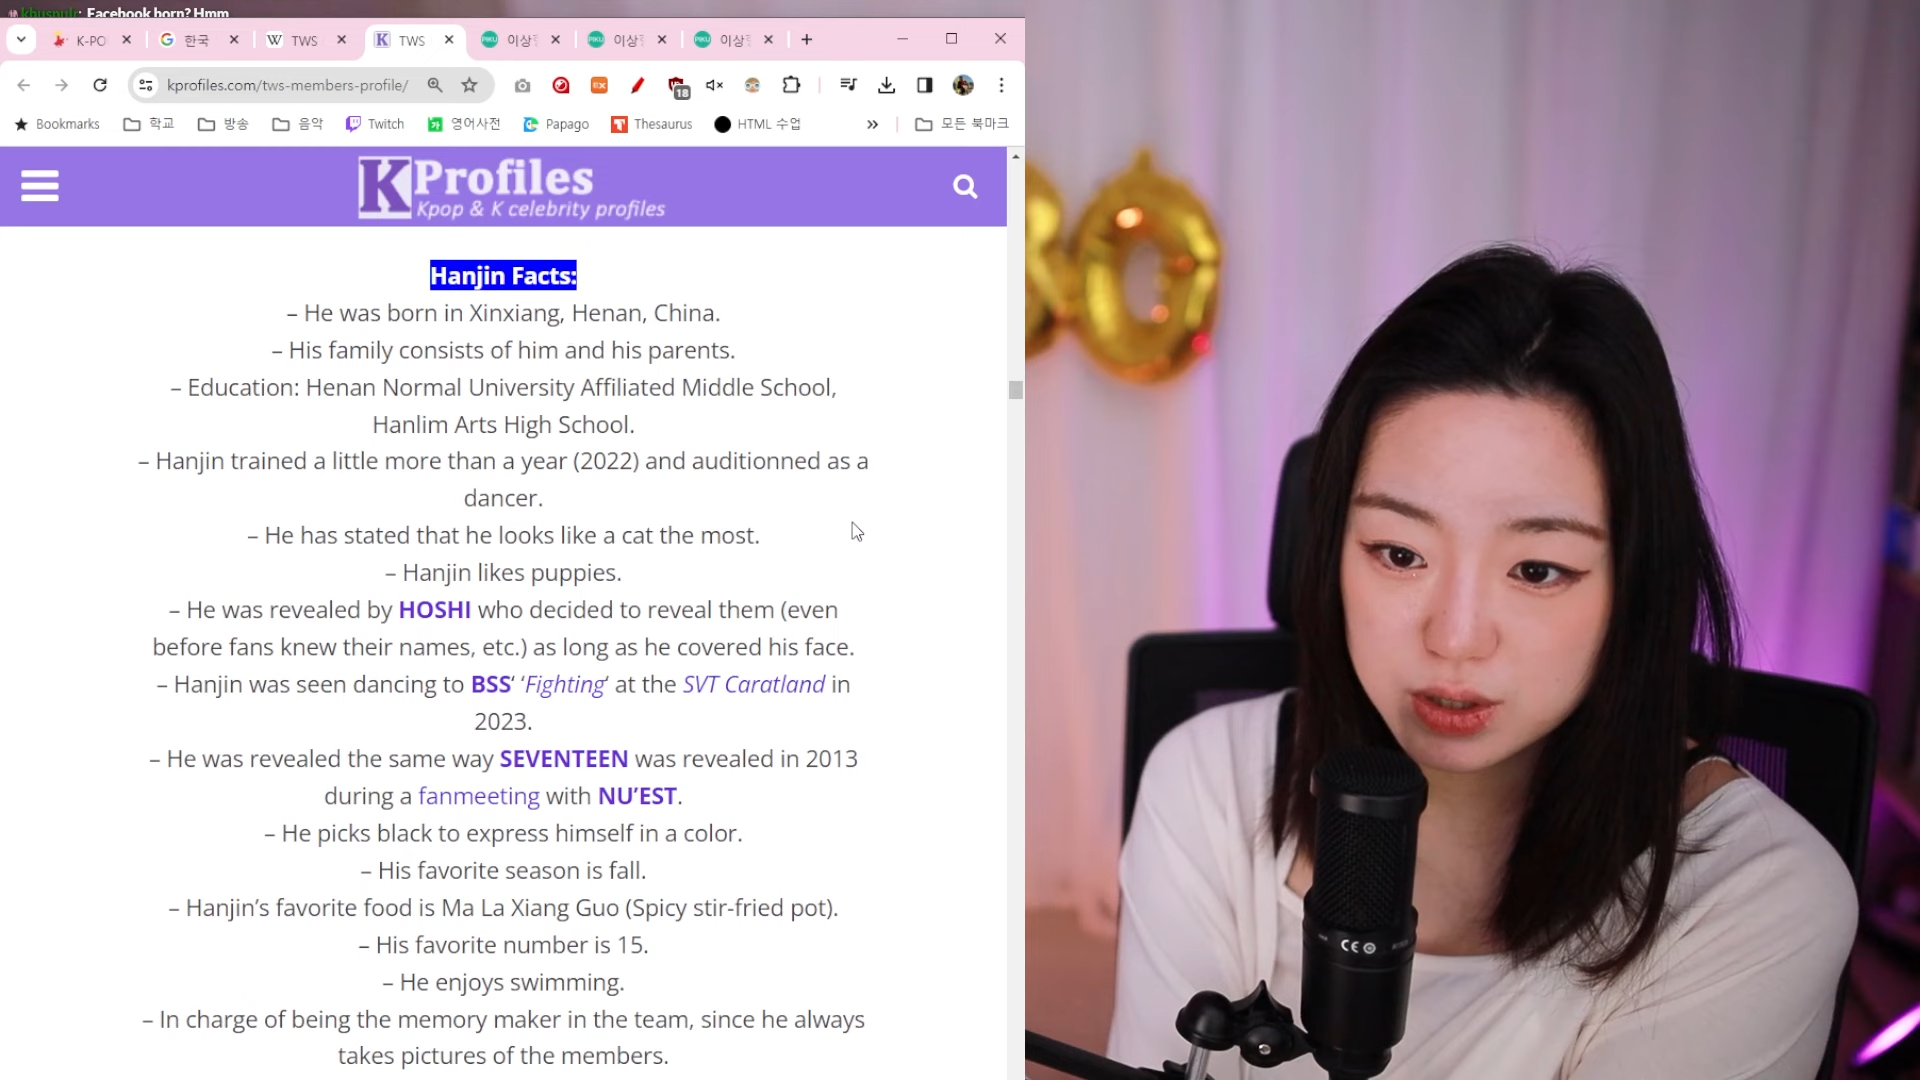 khuspulr: Facebook born? Hmm
K-PO
한국
TWS
TWS
이상형
이상형
이상형
kprofiles.com/tws-members-profile/
18
Bookmarks
학교
방송
음악
Twitch
영어사전
Papago
Thesaurus
HTML 수업
»
모든 북마크
KProfiles
Kpop & K celebrity profiles
Hanjin Facts:
– He was born in Xinxiang, Henan, China.
– His family consists of him and his parents.
– Education: Henan Normal University Affiliated Middle School,
Hanlim Arts High School.
– Hanjin trained a little more than a year (2022) and auditionned as a
dancer.
– He has stated that he looks like a cat the most.
– Hanjin likes puppies.
– He was revealed by HOSHI who decided to reveal them (even
before fans knew their names, etc.) as long as he covered his face.
– Hanjin was seen dancing to BSS‘ ‘Fighting‘ at the SVT Caratland in
2023.
– He was revealed the same way SEVENTEEN was revealed in 2013
during a fanmeeting with NU’EST.
– He picks black to express himself in a color.
– His favorite season is fall.
– Hanjin’s favorite food is Ma La Xiang Guo (Spicy stir-fried pot).
– His favorite number is 15.
– He enjoys swimming.
– In charge of being the memory maker in the team, since he always
takes pictures of the members.